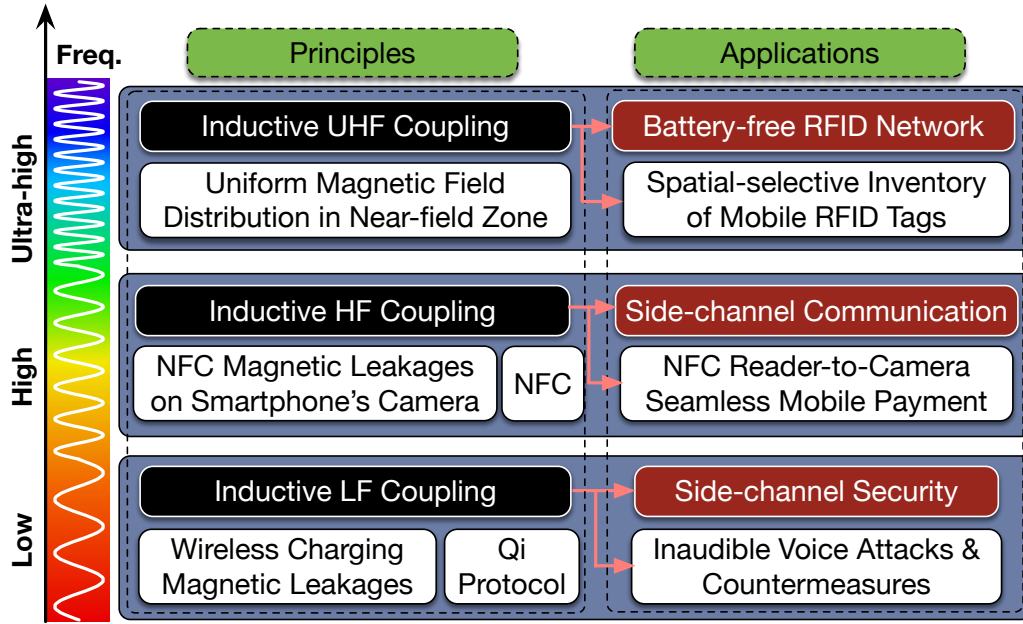 Freq.
Principles
Applications
Ultra-high
Inductive UHF Coupling
Battery-free RFID Network
Uniform Magnetic Field
Distribution in Near-field Zone
Spatial-selective Inventory
of Mobile RFID Tags
High
Inductive HF Coupling
Side-channel Communication
NFC Magnetic Leakages
on Smartphone's Camera
NFC
NFC Reader-to-Camera
Seamless Mobile Payment
Low
Inductive LF Coupling
Side-channel Security
Wireless Charging
Magnetic Leakages
Qi
Protocol
Inaudible Voice Attacks &
Countermeasures